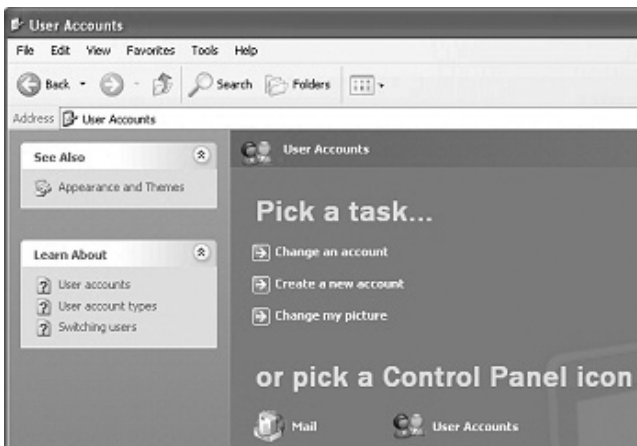 User Accounts
File Edit View Favorites Tools Help
Back Search Folders
Address User Accounts
See Also
Appearance and Themes
Learn About
User accounts
User account types
Switching users
User Accounts
Pick a task...
Change an account
Create a new account
Change my picture
or pick a Control Panel icon
Mail User Accounts